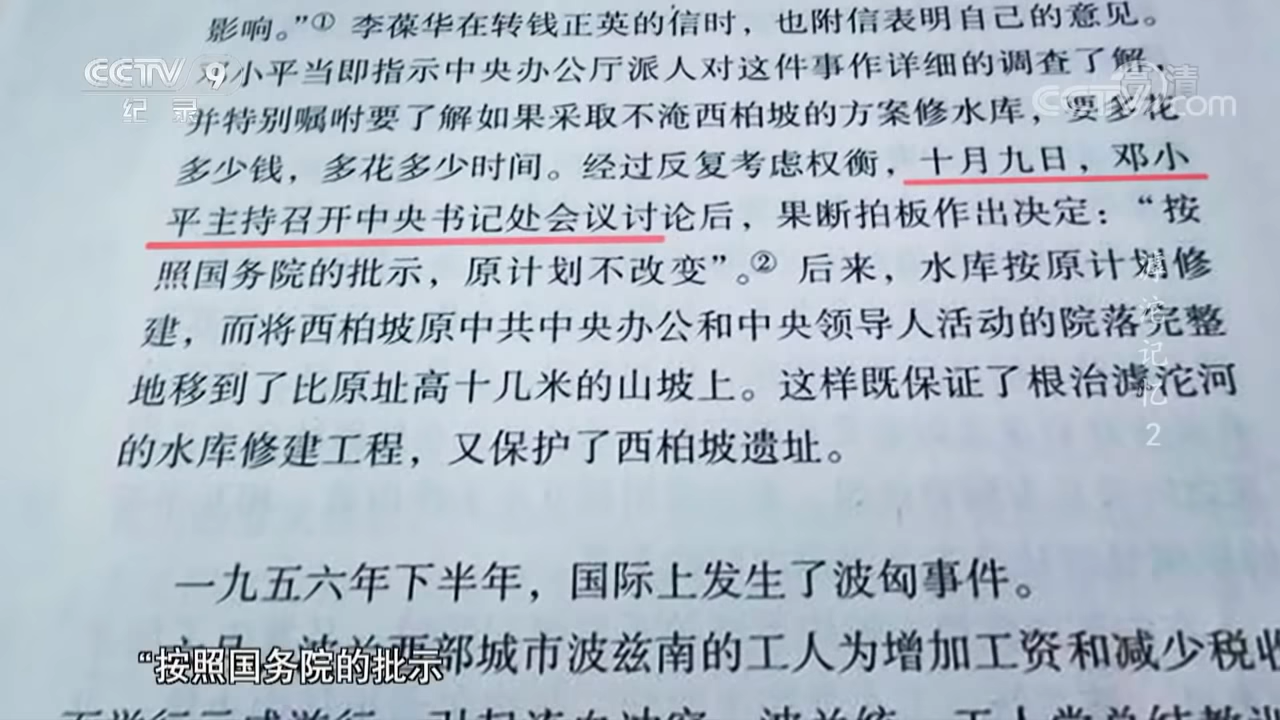 影响。”① 李葆华在转钱正英的信时，也附信表明自己的意见。
CCTV 9
高清
邓小平当即指示中央办公厅派人对这件事作详细的调查了解，
纪录
CCTV.com
并特别嘱咐要了解如果采取不淹西柏坡的方案修水库，要多花
多少钱，多花多少时间。经过反复考虑权衡，十月九日，邓小
平主持召开中央书记处会议讨论后，果断拍板作出决定：“按
照国务院的批示，原计划不改变”。② 后来，水库按原计划修
建，而将西柏坡原中共中央办公和中央领导人活动的院落完整
地移到了比原址高十几米的山坡上。这样既保证了根治滹沱河
的水库修建工程，又保护了西柏坡遗址。
滹沱记忆 2
一九五六年下半年，国际上发生了波匈事件。
西部城市波兹南的工人为增加工资和减少税收
“按照国务院的批示